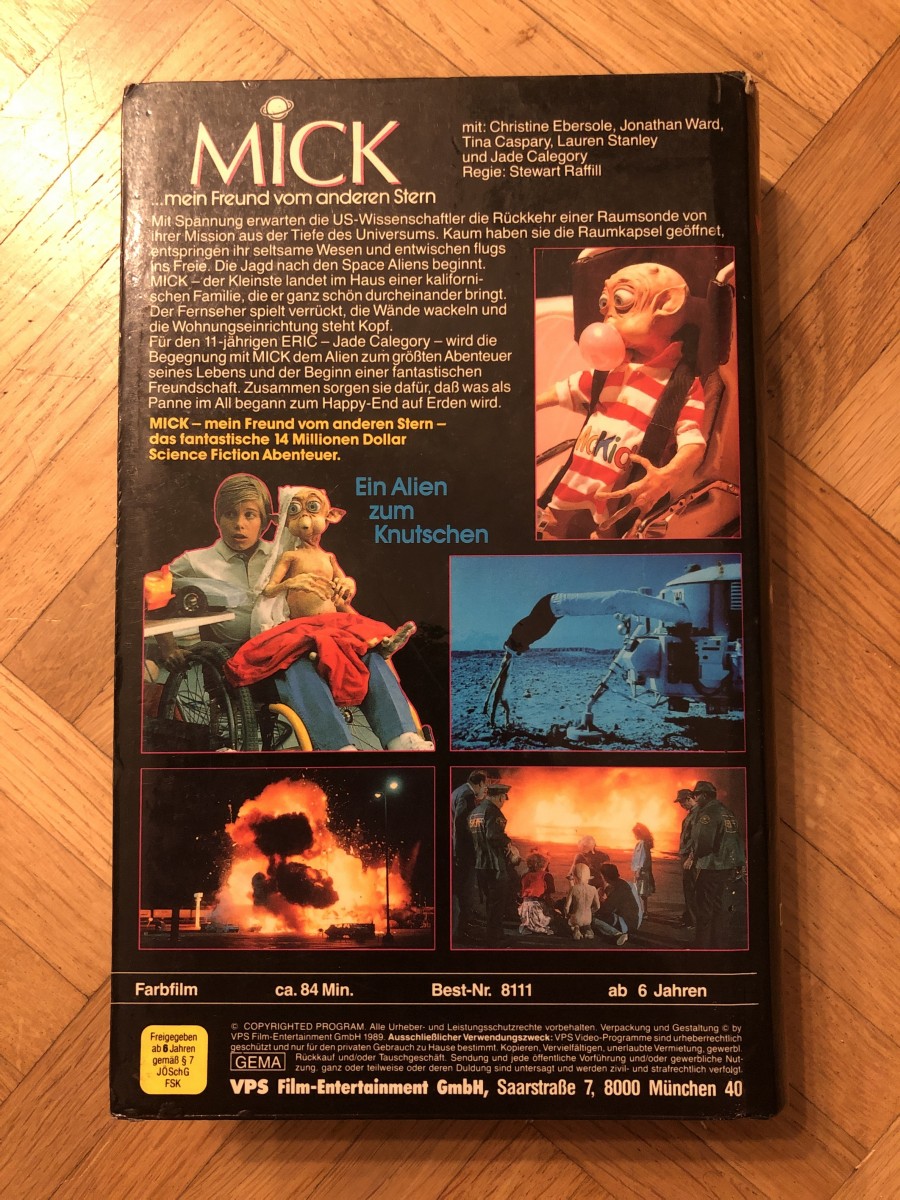 MICK
...mein Freund vom anderen Stern
mit: Christine Ebersole, Jonathan Ward,
Tina Caspary, Lauren Stanley
und Jade Calegory
Regie: Stewart Raffill
Mit Spannung erwarten die US-Wissenschaftler die Rückkehr einer Raumsonde von
ihrer Mission aus der Tiefe des Universums. Kaum haben sie die Raumkapsel geöffnet,
entspringen ihr seltsame Wesen und entwischen flugs
ins Freie. Die Jagd nach den Space Aliens beginnt.
MICK – der Kleinste landet im Haus einer kaliforni-
schen Familie, die er ganz schön durcheinander bringt.
Der Fernseher spielt verrückt, die Wände wackeln und
die Wohnungseinrichtung steht Kopf.
Für den 11-jährigen ERIC – Jade Calegory – wird die
Begegnung mit MICK dem Alien zum größten Abenteuer
seines Lebens und der Beginn einer fantastischen
Freundschaft. Zusammen sorgen sie dafür, daß was als
Panne im All begann zum Happy-End auf Erden wird.
MICK – mein Freund vom anderen Stern –
das fantastische 14 Millionen Dollar
Science Fiction Abenteuer.
McKid
Ein Alien
zum
Knutschen
Farbfilm ca. 84 Min. Best-Nr. 8111 ab 6 Jahren
Freigegeben
ab 6 Jahren
gemäß § 7
JÖSchG
FSK
© COPYRIGHTED PROGRAM. Alle Urheber- und Leistungsschutzrechte vorbehalten. Verpackung und Gestaltung © by
VPS Film-Entertainment GmbH 1989. Ausschließlicher Verwendungszweck: VPS Video-Programme sind urheberrechtlich
geschützt und nur für den privaten Gebrauch zu Hause bestimmt. Kopieren, Vervielfältigen, unerlaubte Vermietung, gewerbl.
GEMA Rückkauf und/oder Tauschgeschäft. Sendung und jede öffentliche Vorführung und/oder gewerbliche Nut-
zung, ganz oder teilweise oder deren Duldung sind untersagt und werden zivil- und strafrechtlich verfolgt.
VPS Film-Entertainment GmbH, Saarstraße 7, 8000 München 40